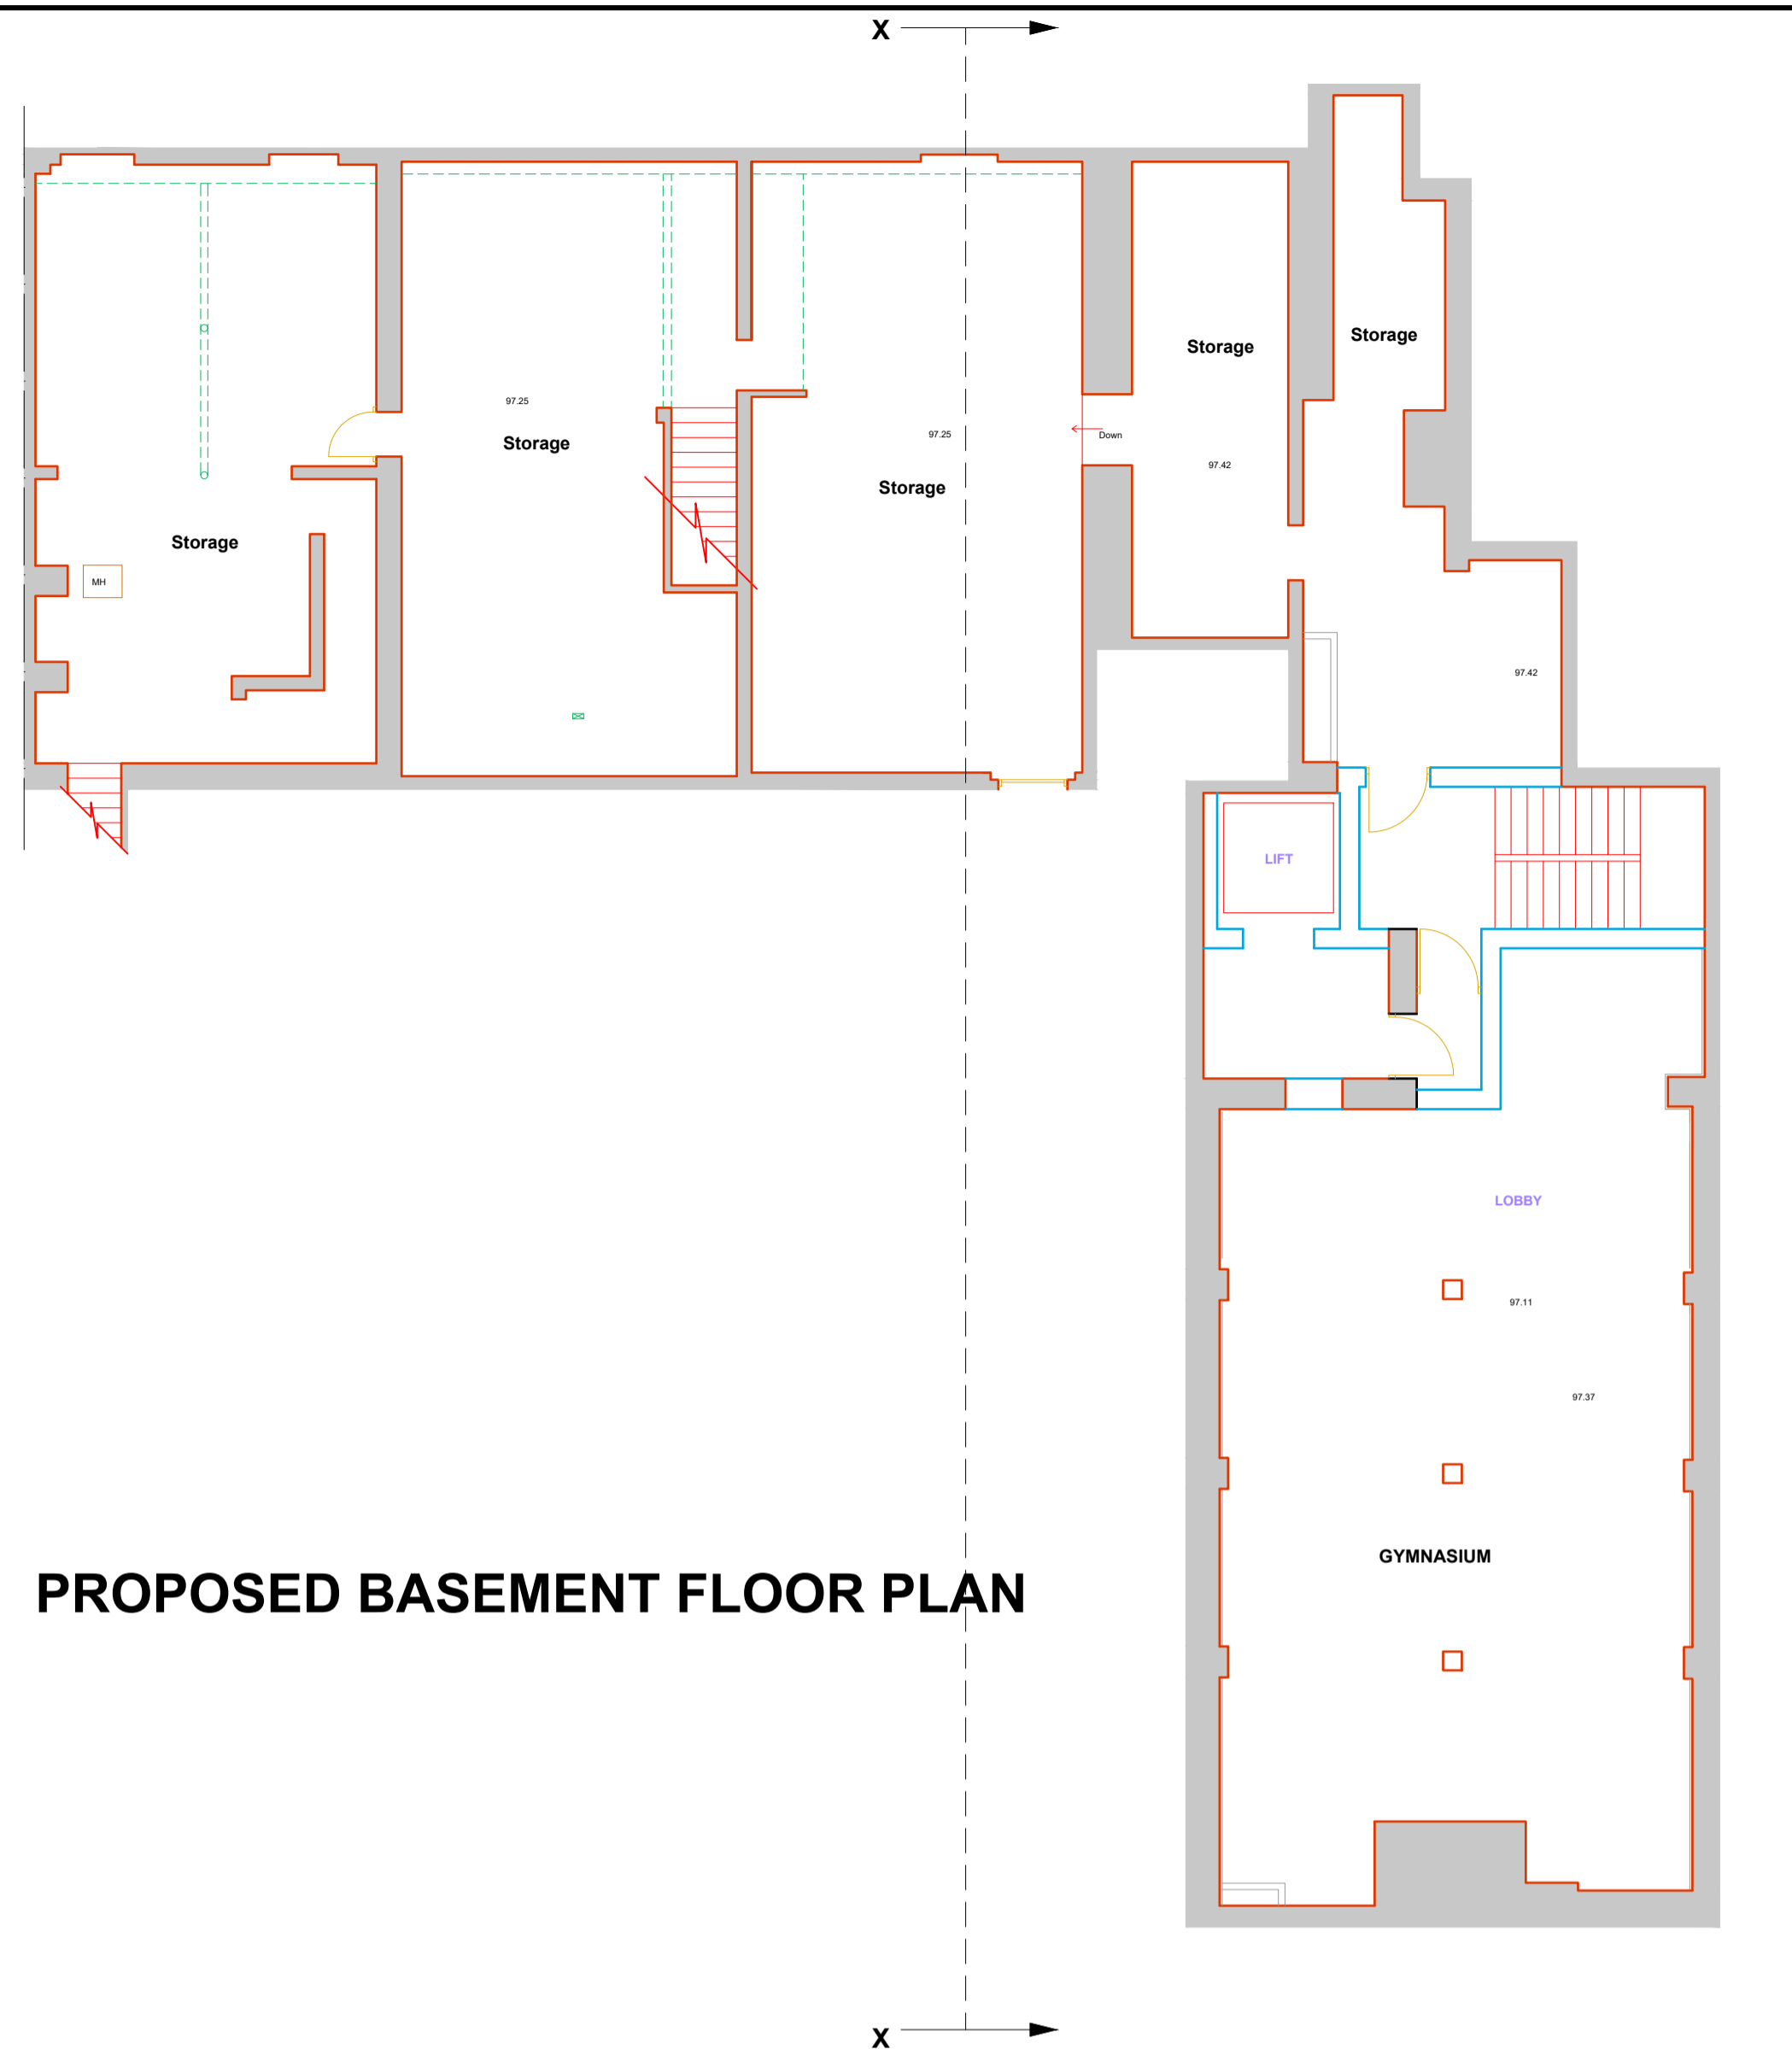 X
Storage
Storage
97.25
97.25
Down
Storage
97.42
Storage
Storage
MH
97.42
LIFT
LOBBY
97.11
97.37
GYMNASIUM
PROPOSED BASEMENT FLOOR PLAN
X